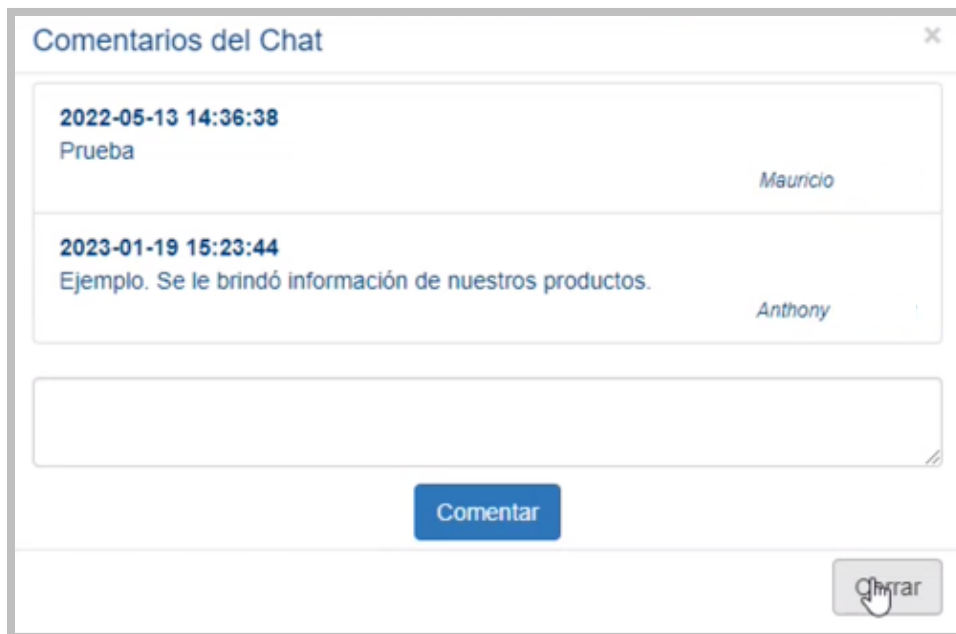 Comentarios del Chat
×
2022-05-13 14:36:38
Prueba
Mauricio
2023-01-19 15:23:44
Ejemplo. Se le brindó información de nuestros productos.
Anthony
Comentar
Cerrar